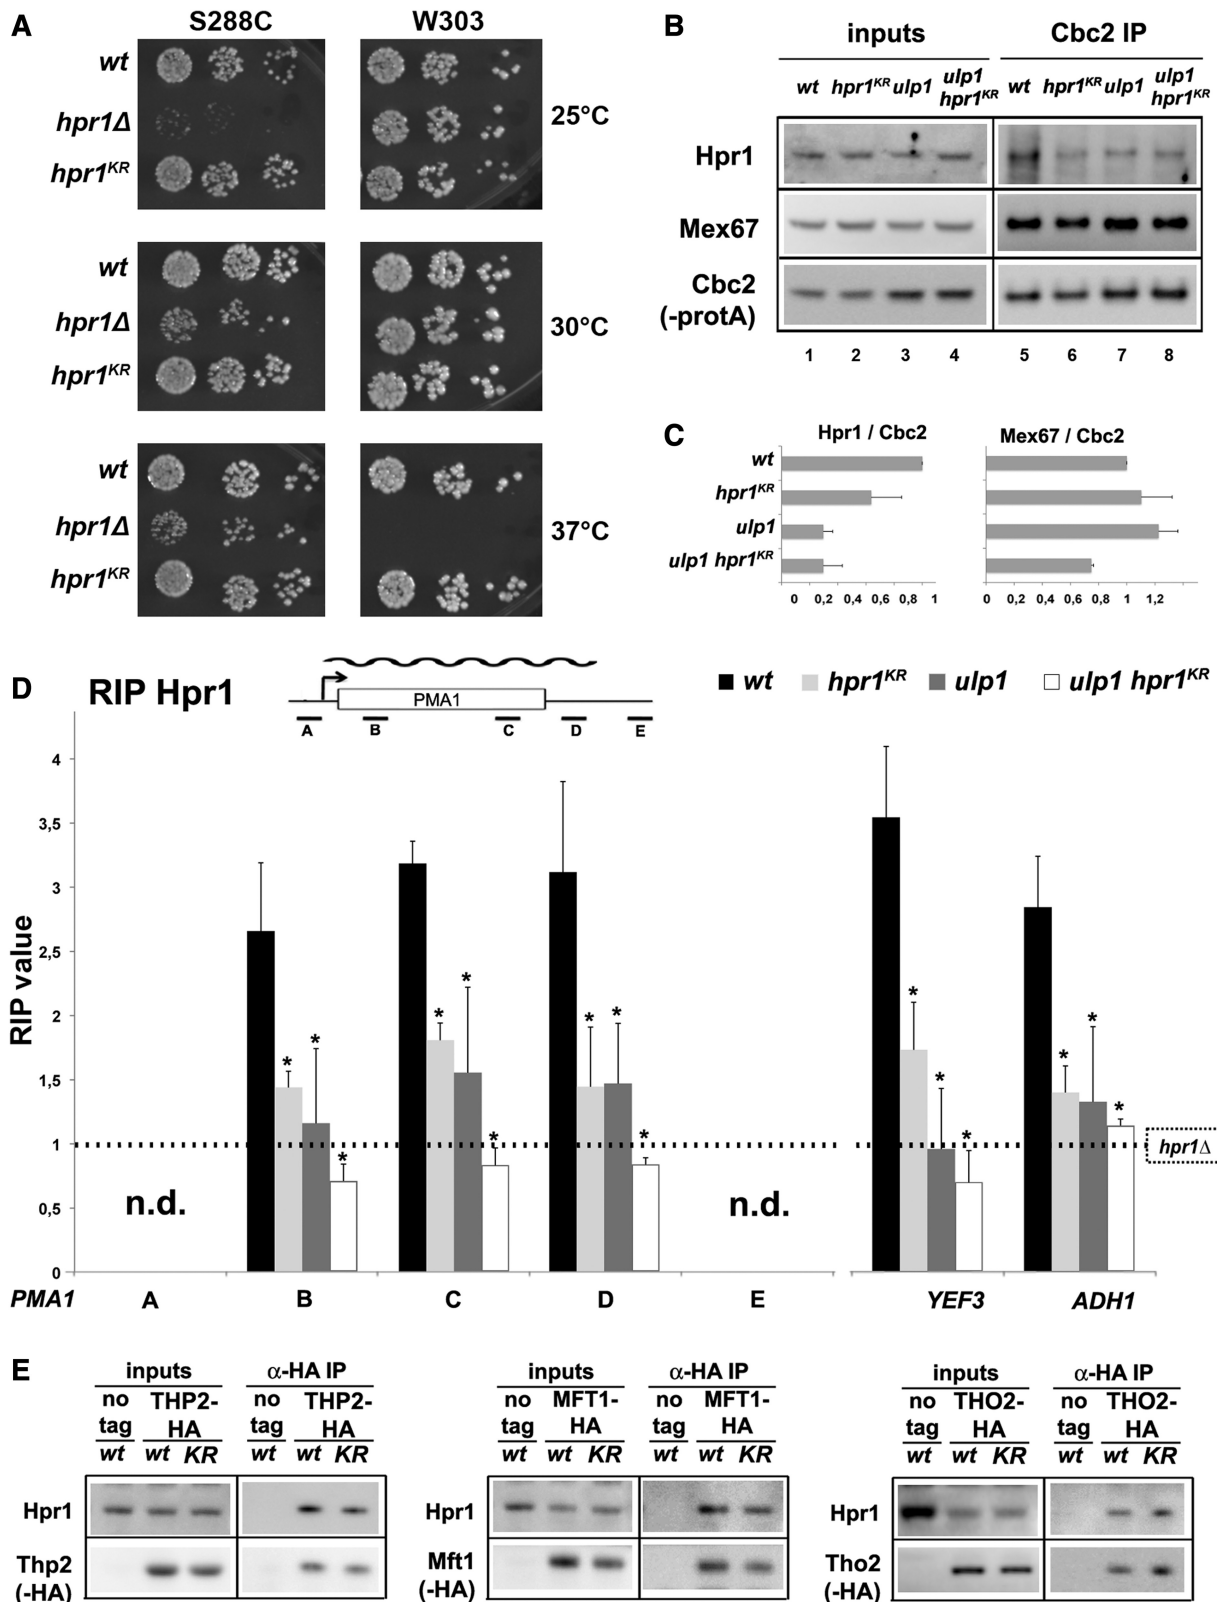 A
S288C W303
wt
hpr1Δ
hpr1KR
25°C
wt
hpr1Δ
hpr1KR
30°C
wt
hpr1Δ
hpr1KR
37°C
B
inputs Cbc2 IP
wt hpr1KR ulp1 ulp1 hpr1KR wt hpr1KR ulp1 ulp1 hpr1KR
Hpr1
Mex67
Cbc2
(-protA)
1 2 3 4 5 6 7 8
C
Hpr1 / Cbc2 Mex67 / Cbc2
wt
hpr1KR
ulp1
ulp1 hpr1KR
0 0,2 0,4 0,6 0,8 1 0 0,2 0,4 0,6 0,8 1 1,2
D RIP Hpr1
PMA1
A B C D E
wt hpr1KR ulp1 ulp1 hpr1KR
RIP value
4
3,5
3
2,5
2
1,5
1
0,5
0
* * * * * * * * * * * * * * *
n.d. n.d.
hpr1Δ
PMA1 A B C D E YEF3 ADH1
E
inputs α-HA IP
no tag THP2-HA no tag THP2-HA
wt wt KR wt wt KR
Hpr1
Thp2
(-HA)
inputs α-HA IP
no tag MFT1-HA no tag MFT1-HA
wt wt KR wt wt KR
Hpr1
Mft1
(-HA)
inputs α-HA IP
no tag THO2-HA no tag THO2-HA
wt wt KR wt wt KR
Hpr1
Tho2
(-HA)